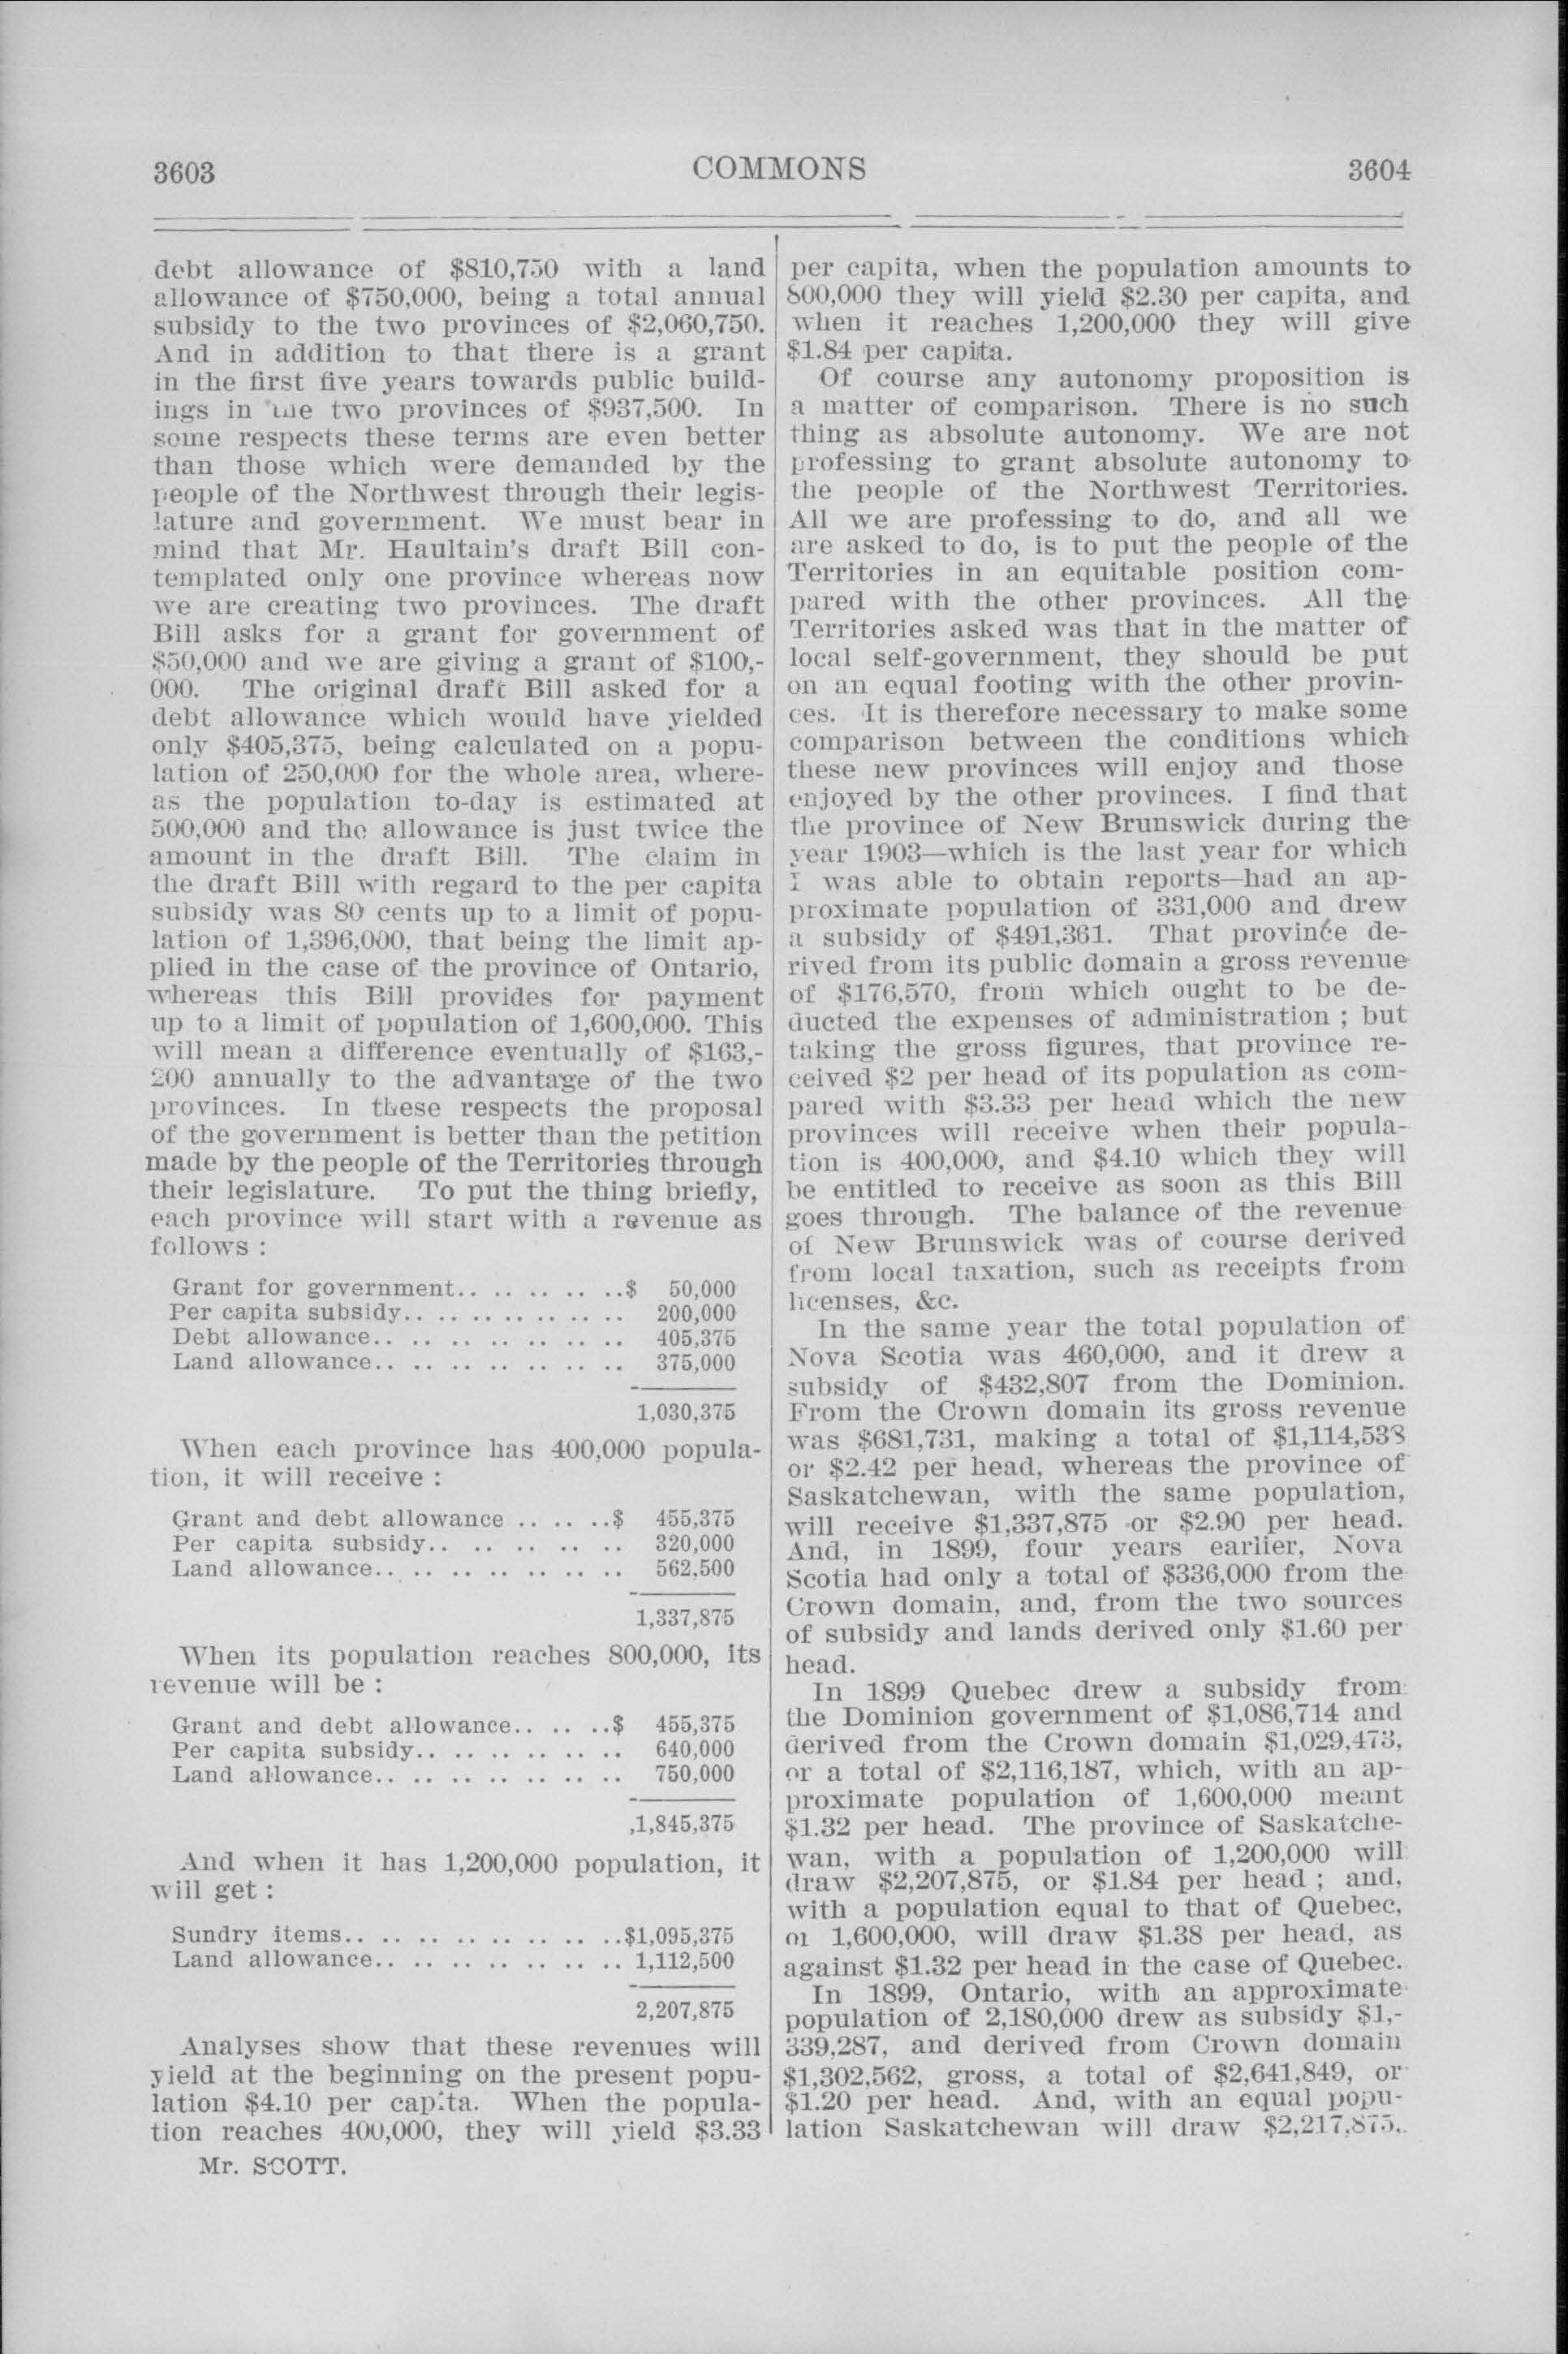 3603
COMMONS
3604
debt allowance of $810,750 with a land
allowance of $750,000, being a total annual
subsidy to the two provinces of $2,060,750.
And in addition to that there is a grant
in the first five years towards public build-
ings in the two provinces of $937,500. In
some respects these terms are even better
than those which were demanded by the
people of the Northwest through their legis-
lature and government. We must bear in
mind that Mr. Haultain's draft Bill con-
templated only one province whereas now
we are creating two provinces. The draft
Bill asks for a grant for government of
$50,000 and we are giving a grant of $100,-
000. The original draft Bill asked for a
debt allowance which would have yielded
only $405,375, being calculated on a popu-
lation of 250,000 for the whole area, where-
as the population to-day is estimated at
500,000 and the allowance is just twice the
amount in the draft Bill. The claim in
the draft Bill with regard to the per capita
subsidy was 80 cents up to a limit of popu-
lation of 1,396,000, that being the limit ap-
plied in the case of the province of Ontario,
whereas this Bill provides for payment
up to a limit of population of 1,600,000. This
will mean a difference eventually of $163,-
200 annually to the advantage of the two
provinces. In these respects the proposal
of the government is better than the petition
made by the people of the Territories through
their legislature. To put the thing briefly,
each province will start with a revenue as
follows :
Grant for government.. .. .. .. ..$ 50,000
Per capita subsidy.. .. .. .. .. .. .. 200,000
Debt allowance.. .. .. .. .. .. .. .. 405,375
Land allowance.. .. .. .. .. .. .. .. 375,000
1,030,375
When each province has 400,000 popula-
tion, it will receive :
Grant and debt allowance .. .. ..$ 455,375
Per capita subsidy.. .. .. .. .. .. 320,000
Land allowance.. .. .. .. .. .. .. .. 562,500
1,337,875
When its population reaches 800,000, its
revenue will be :
Grant and debt allowance.. .. ..$ 455,375
Per capita subsidy.. .. .. .. .. .. 640,000
Land allowance.. .. .. .. .. .. .. .. 750,000
1,845,375
And when it has 1,200,000 population, it
will get :
Sundry items.. .. .. .. .. .. .. ..$1,095,375
Land allowance.. .. .. .. .. .. .. .. 1,112,500
2,207,875
Analyses show that these revenues will
yield at the beginning on the present popu-
lation $4.10 per capita. When the popula-
tion reaches 400,000, they will yield $3.33
Mr. SCOTT.
per capita, when the population amounts to
800,000 they will yield $2.30 per capita, and
when it reaches 1,200,000 they will give
$1.84 per capita.
Of course any autonomy proposition is
a matter of comparison. There is no such
thing as absolute autonomy. We are not
professing to grant absolute autonomy to
the people of the Northwest Territories.
All we are professing to do, and all we
are asked to do, is to put the people of the
Territories in an equitable position com-
pared with the other provinces. All the
Territories asked was that in the matter of
local self-government, they should be put
on an equal footing with the other provin-
ces. It is therefore necessary to make some
comparison between the conditions which
these new provinces will enjoy and those
enjoyed by the other provinces. I find that
the province of New Brunswick during the
year 1903—which is the last year for which
I was able to obtain reports—had an ap-
proximate population of 331,000 and drew
a subsidy of $491,361. That province de-
rived from its public domain a gross revenue
of $176,570, from which ought to be de-
ducted the expenses of administration ; but
taking the gross figures, that province re-
ceived $2 per head of its population as com-
pared with $3.33 per head which the new
provinces will receive when their popula-
tion is 400,000, and $4.10 which they will
be entitled to receive as soon as this Bill
goes through. The balance of the revenue
of New Brunswick was of course derived
from local taxation, such as receipts from
licenses, &c.
In the same year the total population of
Nova Scotia was 460,000, and it drew a
subsidy of $432,807 from the Dominion.
From the Crown domain its gross revenue
was $681,731, making a total of $1,114,538
or $2.42 per head, whereas the province of
Saskatchewan, with the same population,
will receive $1,337,875 or $2.90 per head.
And, in 1899, four years earlier, Nova
Scotia had only a total of $336,000 from the
Crown domain, and, from the two sources
of subsidy and lands derived only $1.60 per
head.
In 1899 Quebec drew a subsidy from
the Dominion government of $1,086,714 and
derived from the Crown domain $1,029,473,
or a total of $2,116,187, which, with an ap-
proximate population of 1,600,000 meant
$1.32 per head. The province of Saskatche-
wan, with a population of 1,200,000 will
draw $2,207,875, or $1.84 per head ; and,
with a population equal to that of Quebec,
or 1,600,000, will draw $1.38 per head, as
against $1.32 per head in the case of Quebec.
In 1899, Ontario, with an approximate
population of 2,180,000 drew as subsidy $1,-
339,287, and derived from Crown domain
$1,302,562, gross, a total of $2,641,849, or
$1.20 per head. And, with an equal popu-
lation Saskatchewan will draw $2,217,875,